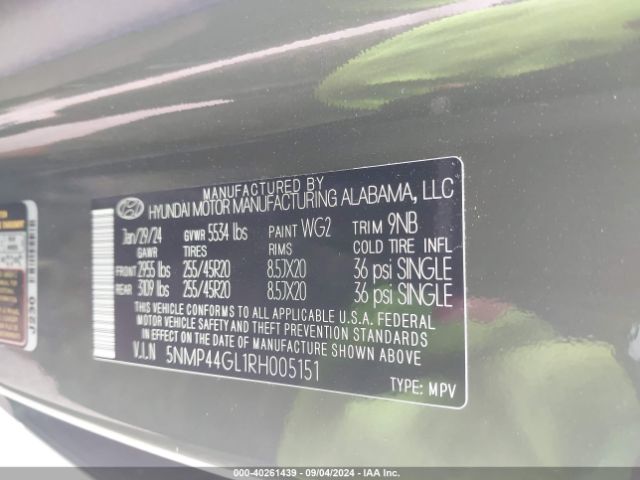 MANUFACTURED BY
HYUNDAI MOTOR MANUFACTURING ALABAMA, LLC
Jan/29/24 GVWR 5534 lbs PAINT WG2 TRIM 9NB
GAWR TIRES RIMS COLD TIRE INFL
FRONT 2955 lbs 255/45R20 8.5JX20 36 psi SINGLE
REAR 3109 lbs 255/45R20 8.5JX20 36 psi SINGLE
THIS VEHICLE CONFORMS TO ALL APPLICABLE U.S.A. FEDERAL
MOTOR VEHICLE SAFETY AND THEFT PREVENTION STANDARDS
IN EFFECT ON THE DATE OF MANUFACTURE SHOWN ABOVE
V.I.N 5NMP44GL1RH005151
TYPE: MPV
000-40261439 - 09/04/2024 - IAA Inc.